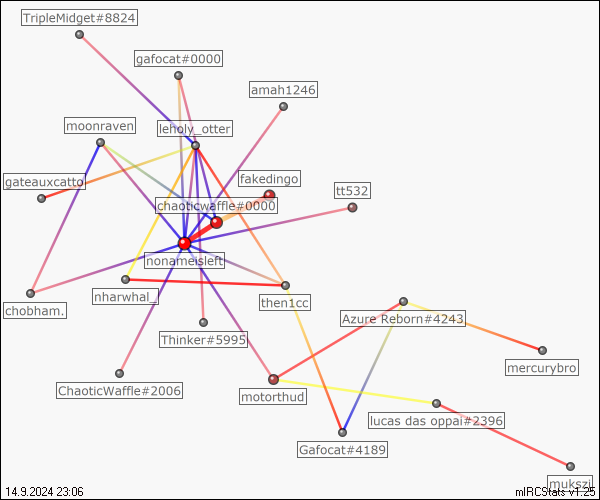 TripleMidget#8824
gafocat#0000
amah1246
moonraven
leholy_otter
gateauxcatto
fakedingo
tt532
chaoticwaffle#0000
nonameisleft
nharwhal_
then1cc
chobham.
Azure Reborn#4243
Thinker#5995
mercurybro
ChaoticWaffle#2006
motorthud
lucas das oppai#2396
Gafocat#4189
mukszi
14.9.2024 23:06
mIRCStats v1.25